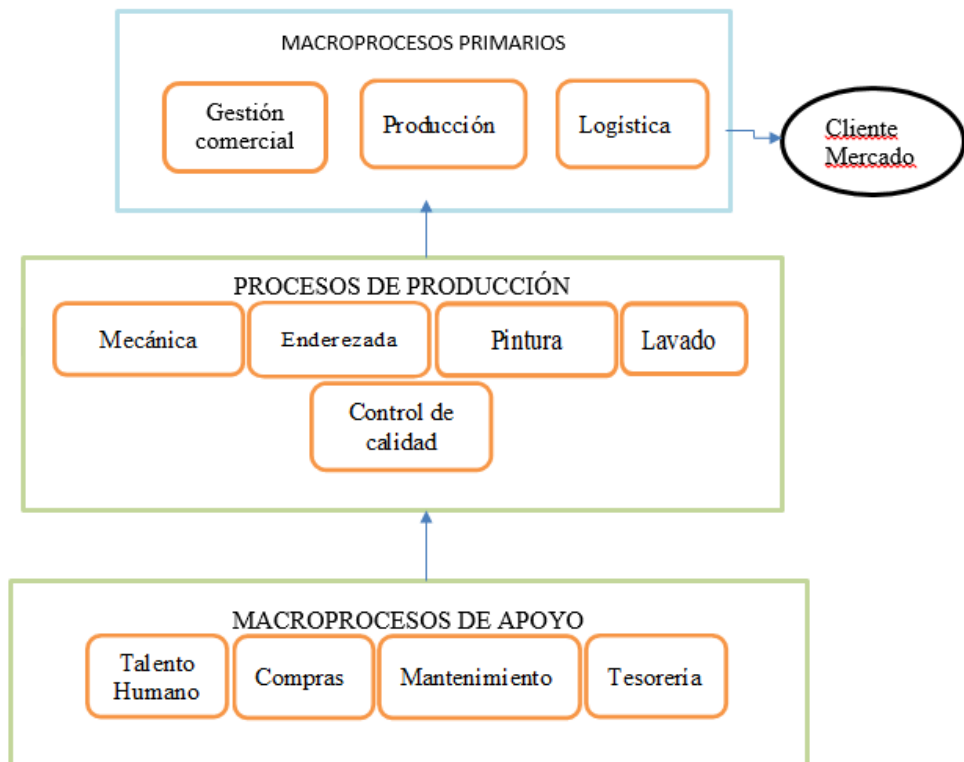 MACROPROCESOS PRIMARIOS
Gestión
comercial
Producción
Logística
Cliente
Mercado
PROCESOS DE PRODUCCIÓN
Mecánica
Enderezada
Pintura
Lavado
Control de
calidad
MACROPROCESOS DE APOYO
Talento
Humano
Compras
Mantenimiento
Tesorería